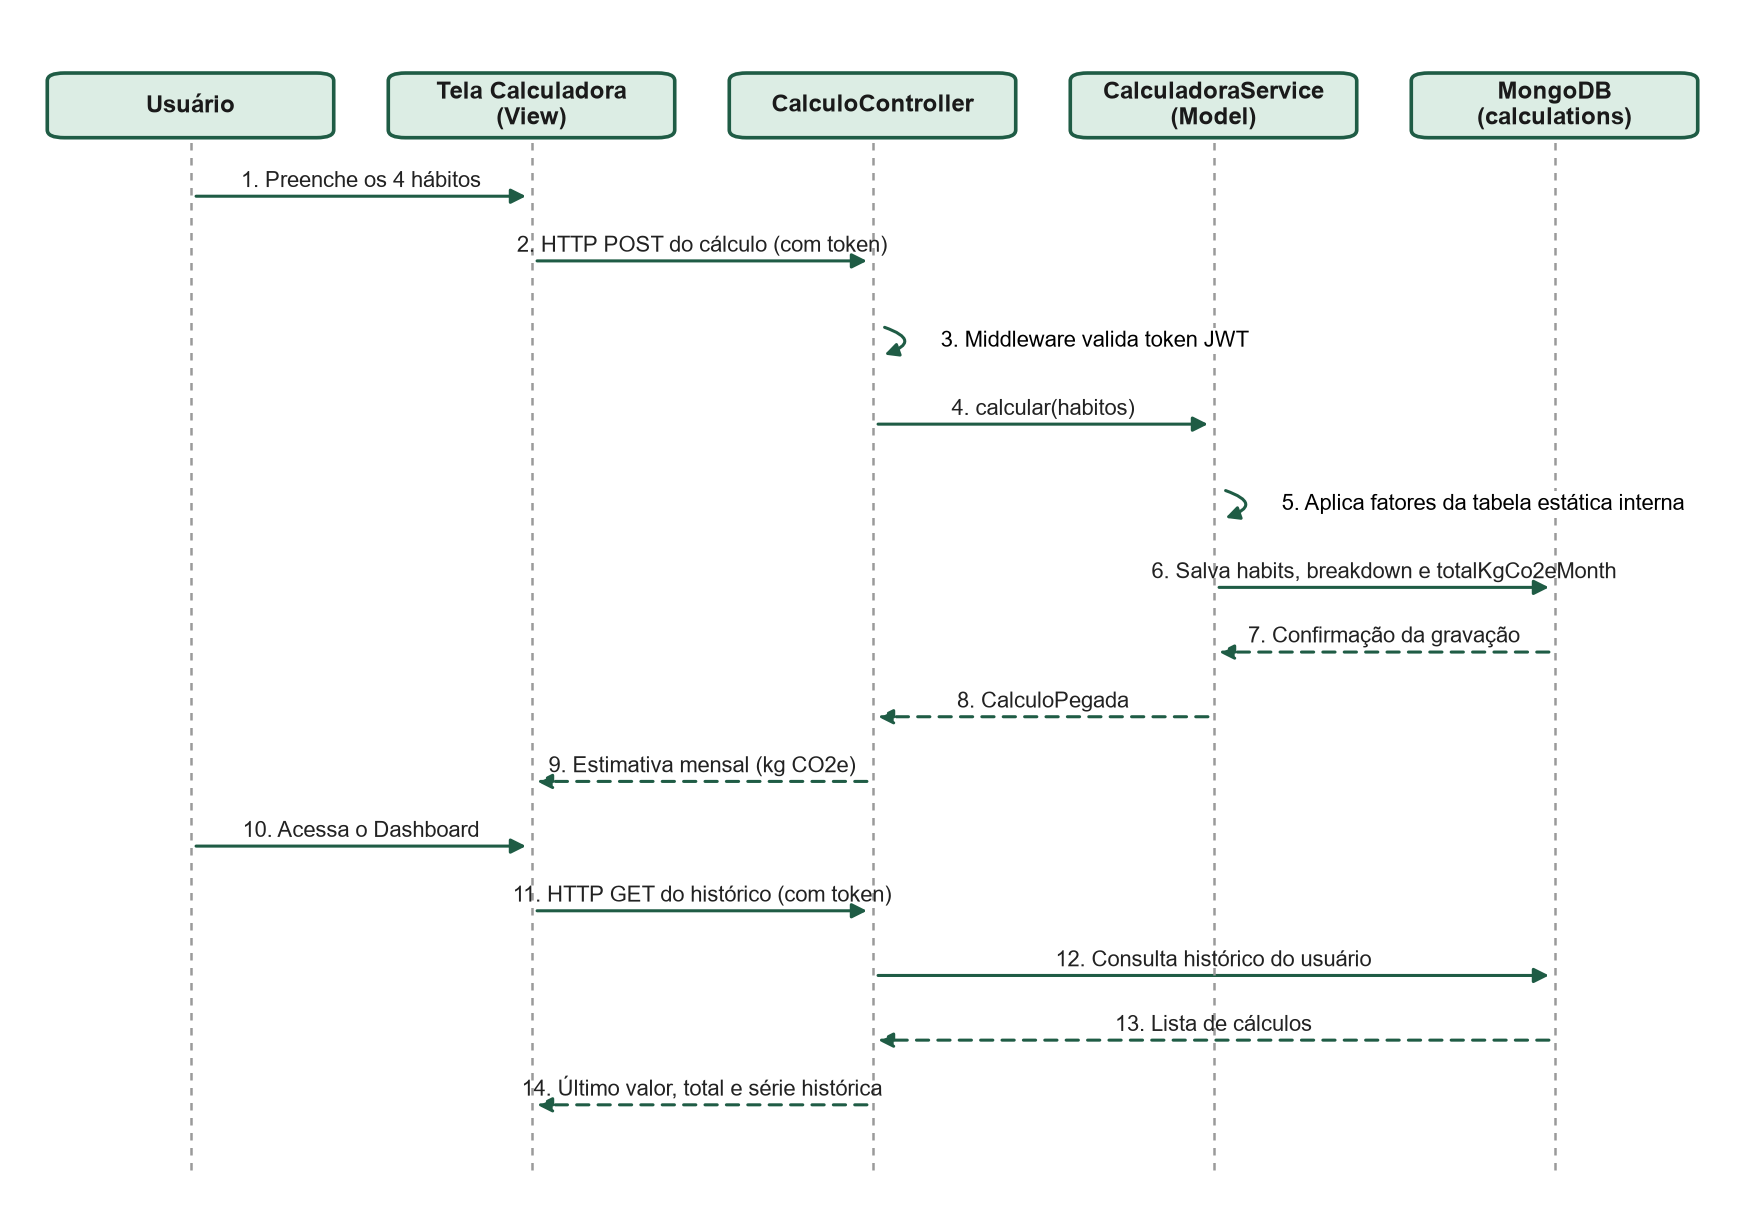 Usuário
Tela Calculadora
(View)
CalculoController
CalculadoraService
(Model)
MongoDB
(calculations)
1. Preenche os 4 hábitos
2. HTTP POST do cálculo (com token)
3. Middleware valida token JWT
4. calcular(habitos)
5. Aplica fatores da tabela estática interna
6. Salva habits, breakdown e totalKgCo2eMonth
7. Confirmação da gravação
8. CalculoPegada
9. Estimativa mensal (kg CO2e)
10. Acessa o Dashboard
11. HTTP GET do histórico (com token)
12. Consulta histórico do usuário
13. Lista de cálculos
14. Último valor, total e série histórica